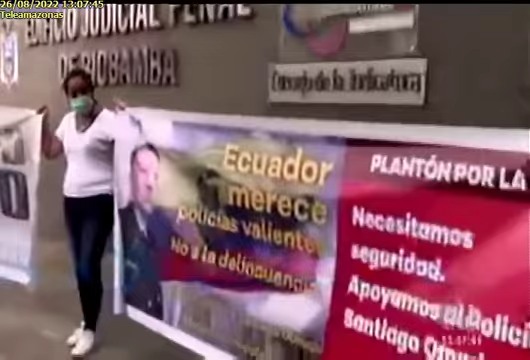 26/08/2022 13:07:45
Teleamazonas
EDIFICIO JUDICIAL PENAL
DE RIOBAMBA
Consejo de la Judicatura
Ecuador
merece
policías valientes
No a la delincuencia
PLANTÓN POR LA
Necesitamos
seguridad.
Apoyamos al Polici
Santiago